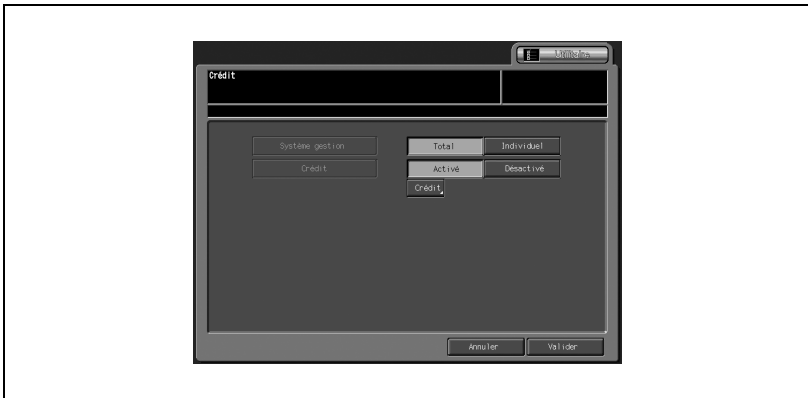 Utilitaire
Crédit
Système gestion Total Individuel
Crédit Activé Désactivé
Crédit
Annuler Valider